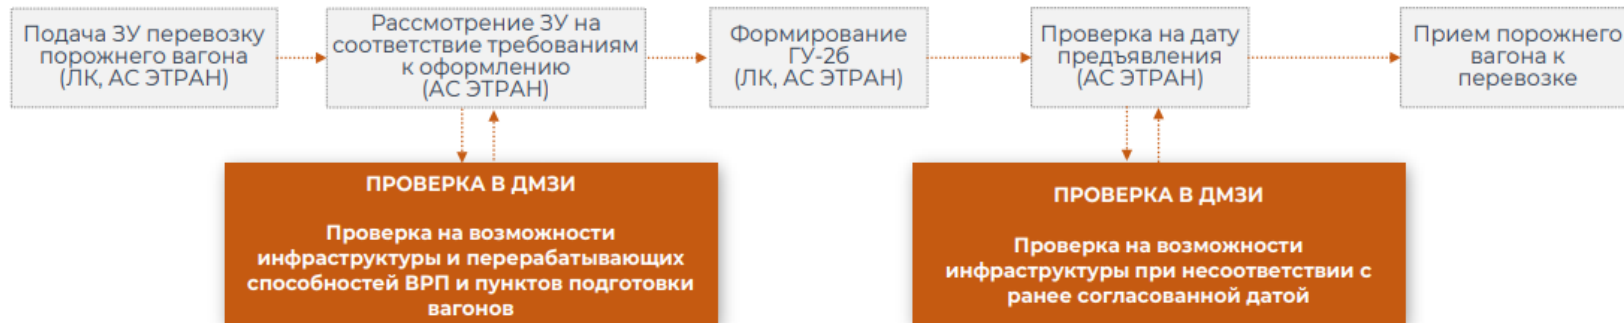 Подача ЗУ перевозку
порожнего вагона
(ЛК, АС ЭТРАН)
Рассмотрение ЗУ на
соответствие требованиям
к оформлению
(АС ЭТРАН)
Формирование
ГУ-2б
(ЛК, АС ЭТРАН)
Проверка на дату
предъявления
(АС ЭТРАН)
Прием порожнего
вагона к
перевозке
ПРОВЕРКА В ДМЗИ
Проверка на возможности
инфраструктуры и перерабатывающих
способностей ВРП и пунктов подготовки
вагонов
ПРОВЕРКА В ДМЗИ
Проверка на возможности
инфраструктуры при несоответствии с
ранее согласованной датой